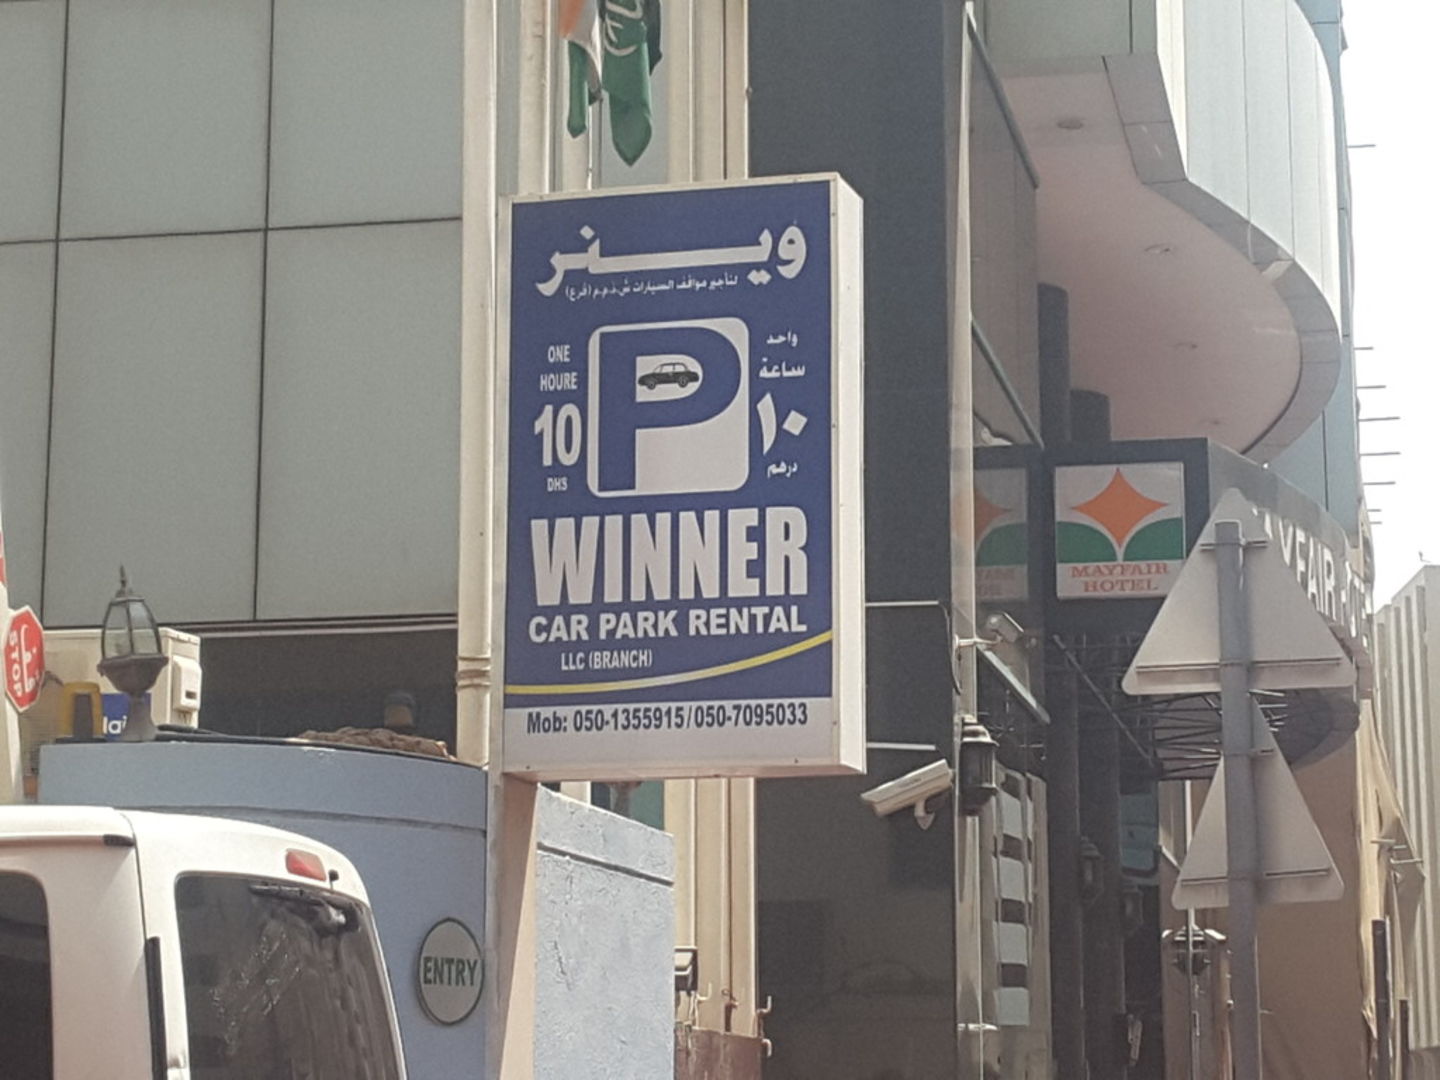 وينر
لتأجير مواقف السيارات ش.ذ.م.م (فرع)
ONE
HOURE
10
DHS
P
واحد
ساعة
١٠
درهم
WINNER
CAR PARK RENTAL
LLC (BRANCH)
Mob: 050-1355915/050-7095033
MAYFAIR
HOTEL
STOP
قف
ENTRY